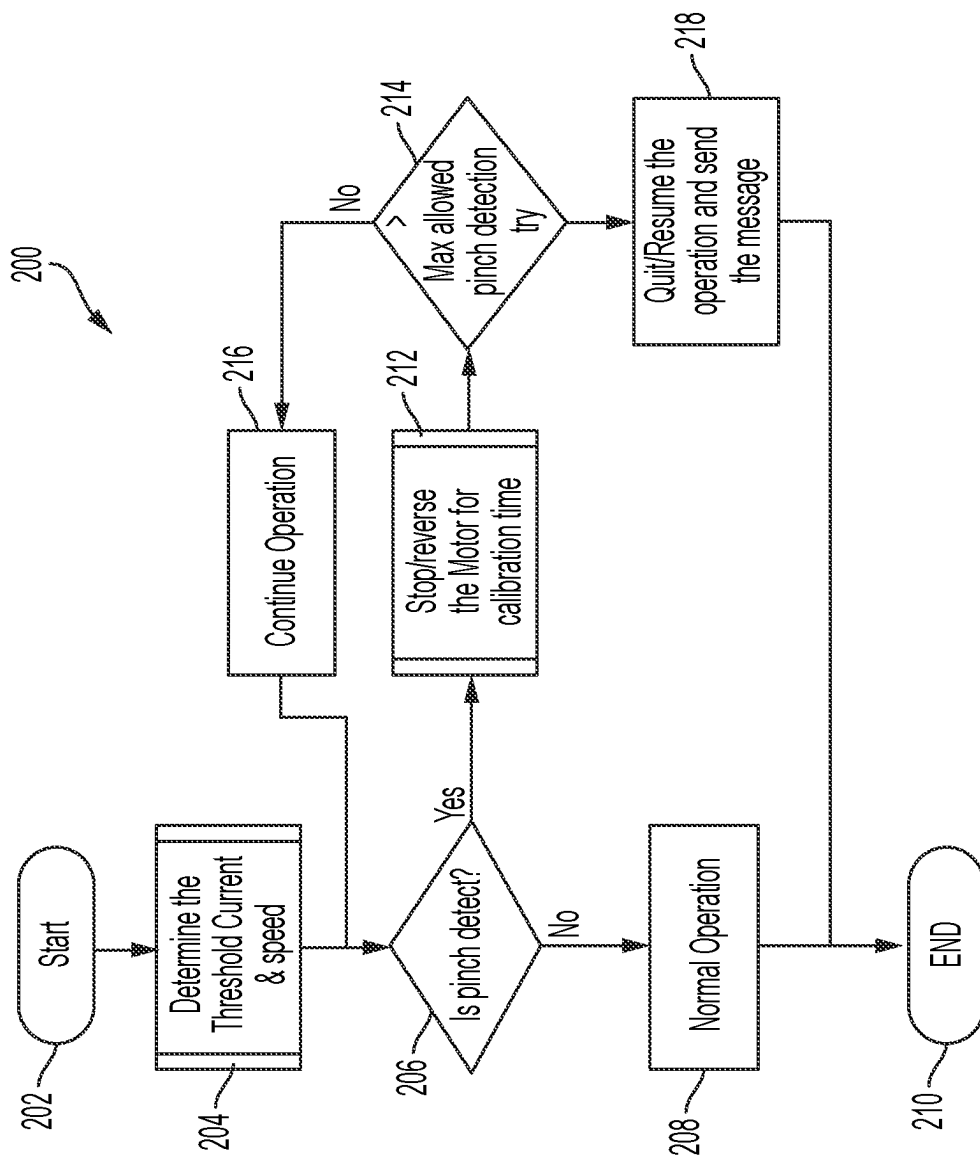 200
Start
202
Determine the
Threshold Current
& speed
204
Is pinch detect?
206
Yes
No
Normal Operation
208
END
210
Continue Operation
216
Stop/reverse
the Motor for
calibration time
212
>
Max allowed
pinch detection
try
214
No
Quit/Resume the
operation and send
the message
218